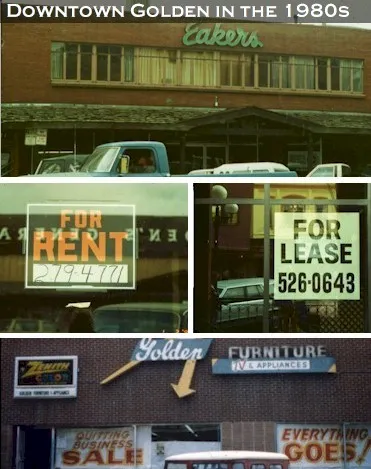 DOWNTOWN GOLDEN IN THE 1980S
Eakers
FOR
RENT
279-4771
FOR
LEASE
526-0643
Golden
FURNITURE
TV & APPLIANCES
ZENITH
COLOR
QUITTING
BUSINESS
SALE
EVERYTHING
GOES!